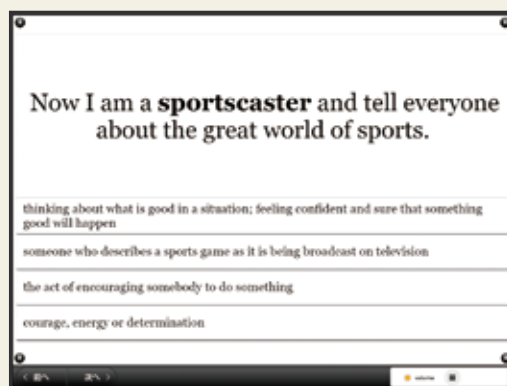 Now I am a sportscaster and tell everyone
about the great world of sports.
thinking about what is good in a situation; feeling confident and sure that something
good will happen
someone who describes a sports game as it is being broadcast on television
the act of encouraging somebody to do something
courage, energy or determination